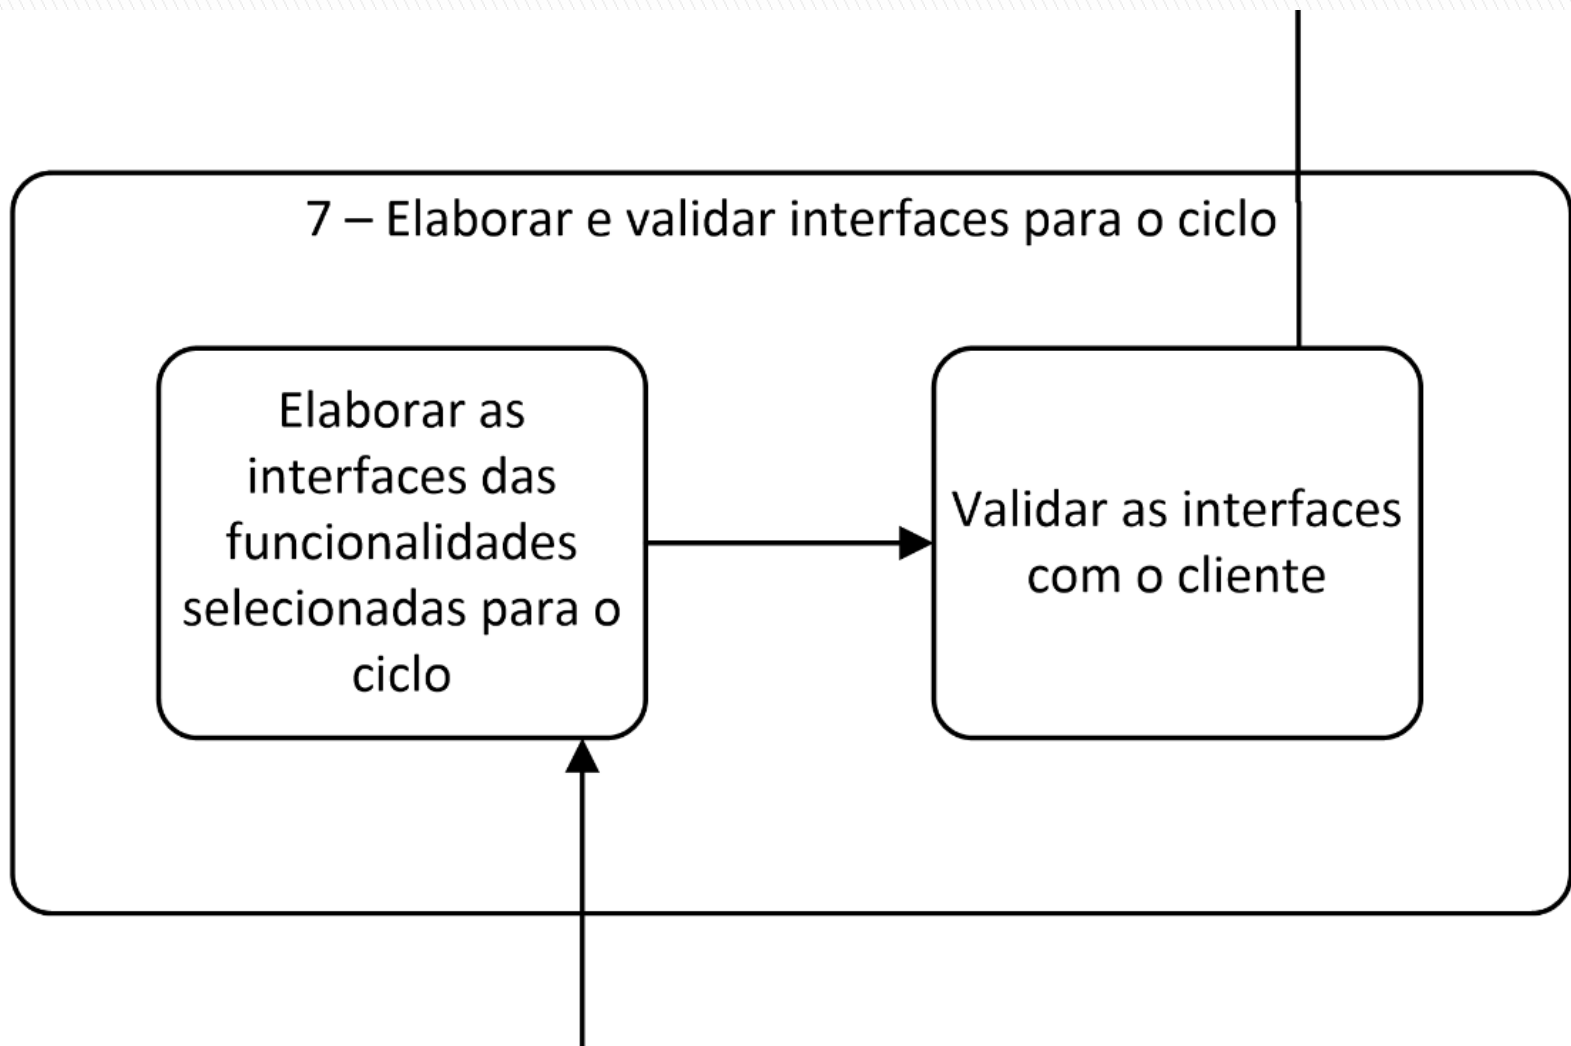 7 – Elaborar e validar interfaces para o ciclo
Elaborar as
interfaces das
funcionalidades
selecionadas para o
ciclo
Validar as interfaces
com o cliente